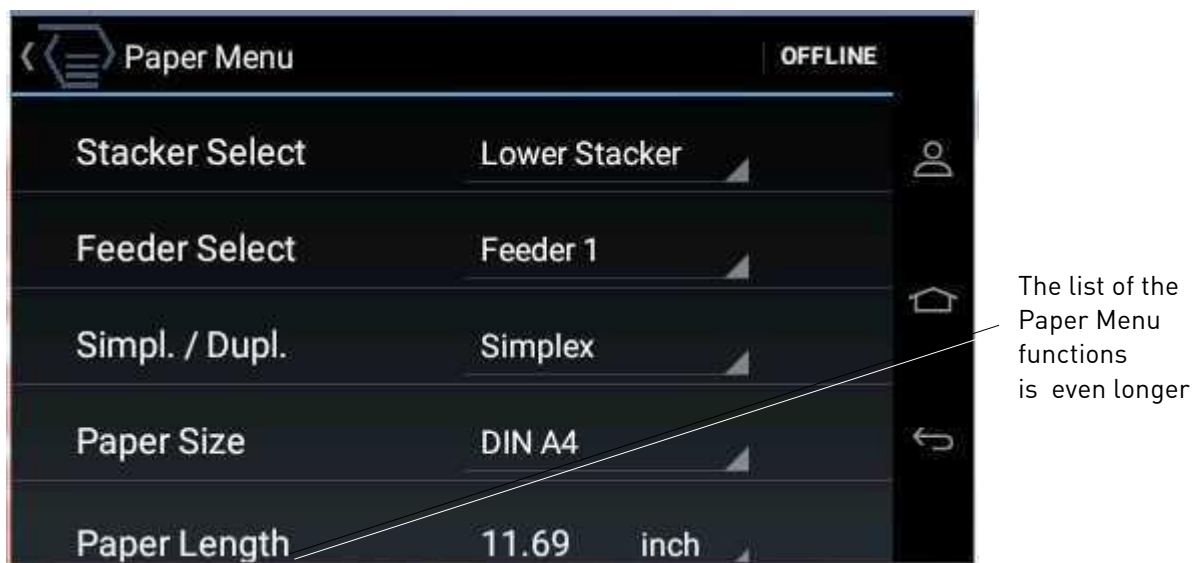 Paper Menu OFFLINE
Stacker Select Lower Stacker
Feeder Select Feeder 1
Simpl. / Dupl. Simplex
Paper Size DIN A4
Paper Length 11.69 inch
The list of the
Paper Menu
functions
is even longer